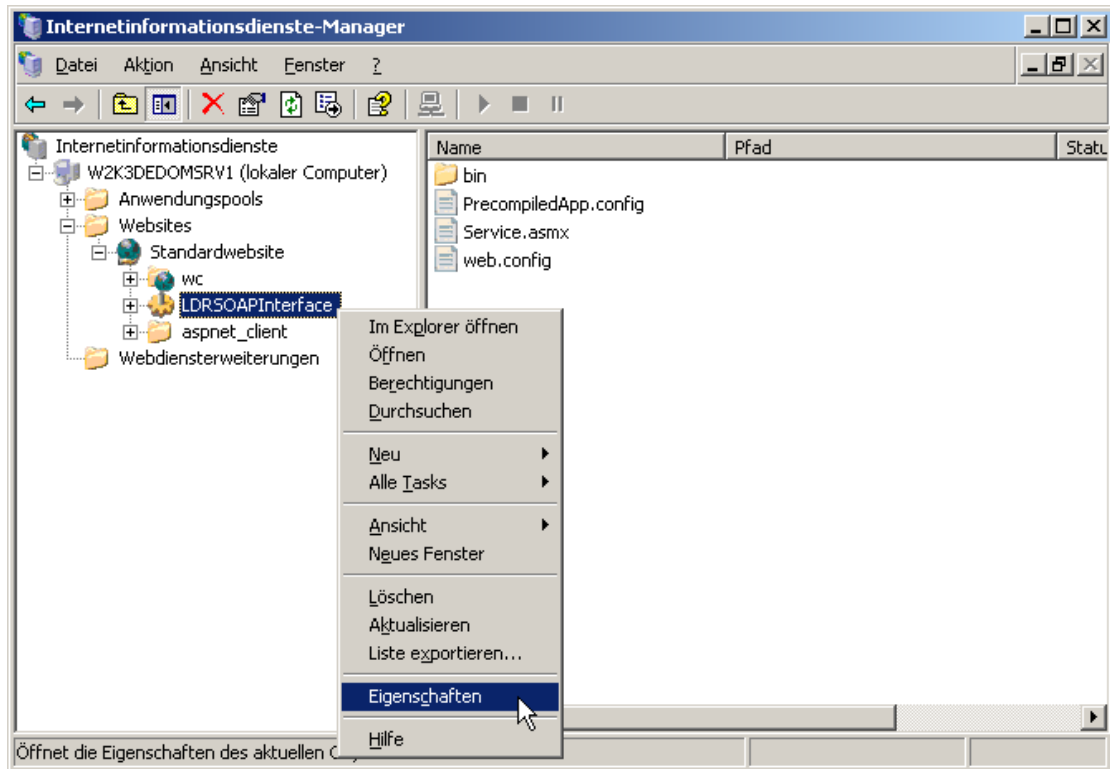 Internetinformationsdienste-Manager
Datei Aktion Ansicht Fenster ?
Internetinformationsdienste
W2K3DEDOMSRV1 (lokaler Computer)
Anwendungspools
Websites
Standardwebsite
wc
LDRSOAPInterface
aspnet_client
Webdiensterweiterungen
Name Pfad Statu
bin
PrecompiledApp.config
Service.asmx
web.config
Im Explorer öffnen
Öffnen
Berechtigungen
Durchsuchen
Neu
Alle Tasks
Ansicht
Neues Fenster
Löschen
Aktualisieren
Liste exportieren...
Eigenschaften
Hilfe
Öffnet die Eigenschaften des aktuellen